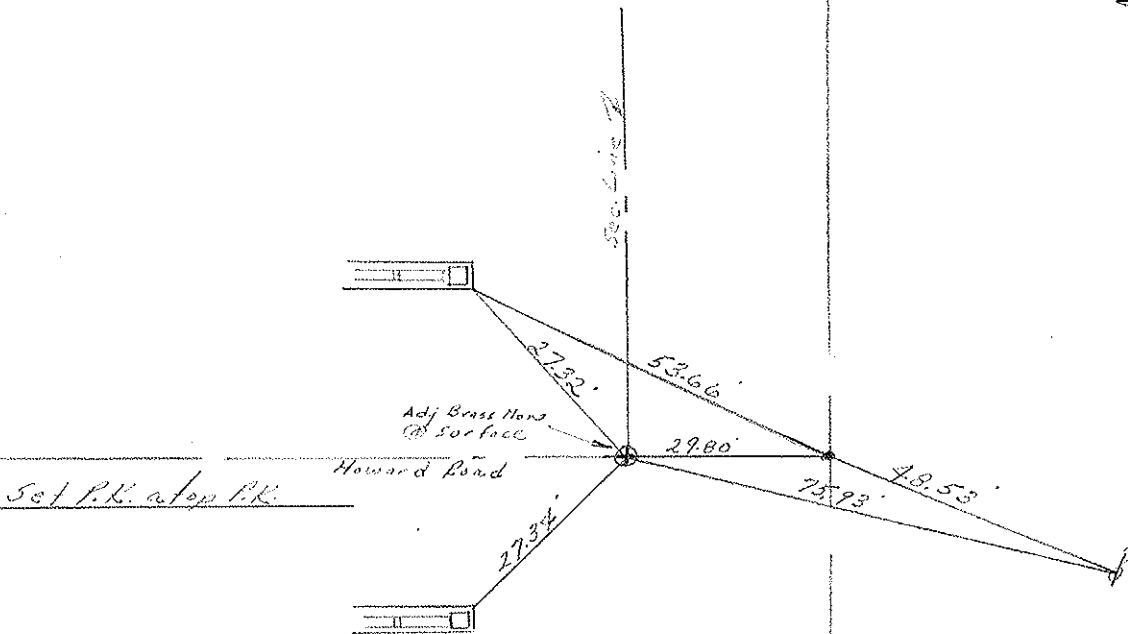 Sec. Line
27.32'
53.66'
Adj Brass Mon
@ Surface
29.80'
Howard Road
48.53'
Set P.K. atop P.K.
75.93'
27.34'